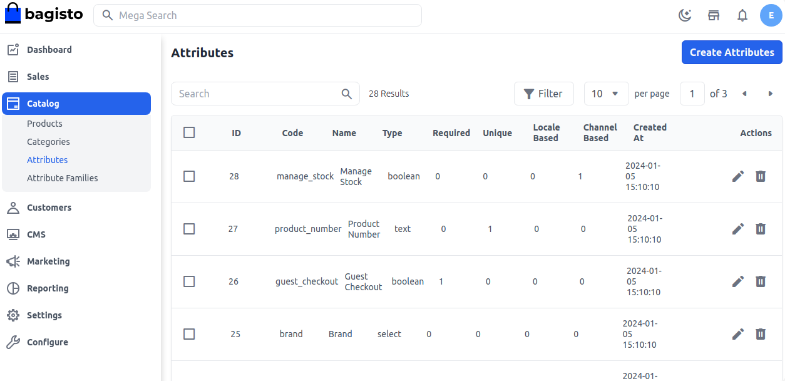 bagisto
Mega Search
E
Dashboard
Sales
Catalog
Products
Categories
Attributes
Attribute Families
Customers
CMS
Marketing
Reporting
Settings
Configure
Attributes
Create Attributes
Search
28 Results
Filter
10
per page
1
of 3
ID Code Name Type Required Unique Locale Based Channel Based Created At Actions
28 manage_stock Manage Stock boolean 0 0 0 1 2024-01-05 15:10:10
27 product_number Product Number text 0 1 0 0 2024-01-05 15:10:10
26 guest_checkout Guest Checkout boolean 1 0 0 0 2024-01-05 15:10:10
25 brand Brand select 0 0 0 0 2024-01-05 15:10:10
2024-01-